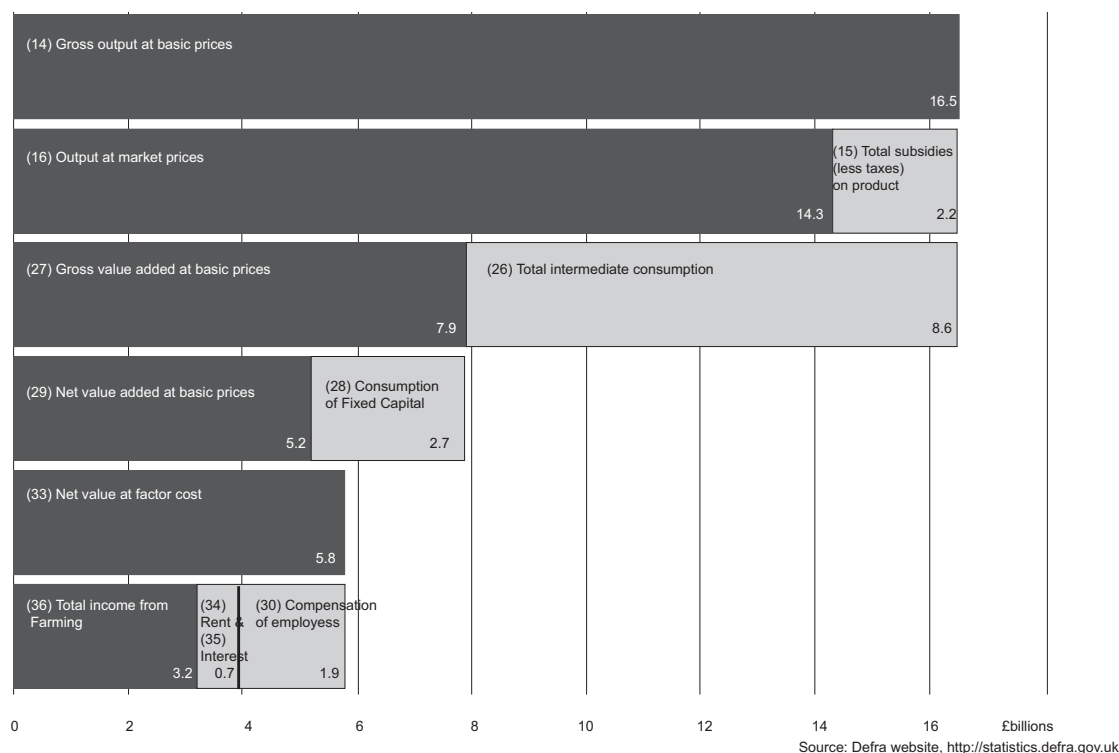 (14) Gross output at basic prices
16.5
(16) Output at market prices
14.3
(15) Total subsidies
(less taxes)
on product
2.2
(27) Gross value added at basic prices
7.9
(26) Total intermediate consumption
8.6
(29) Net value added at basic prices
5.2
(28) Consumption
of Fixed Capital
2.7
(33) Net value at factor cost
5.8
(36) Total income from
Farming
3.2
(34)
Rent &
(35)
Interest
0.7
(30) Compensation
of employess
1.9
0 2 4 6 8 10 12 14 16 £billions
Source: Defra website, http://statistics.defra.gov.uk